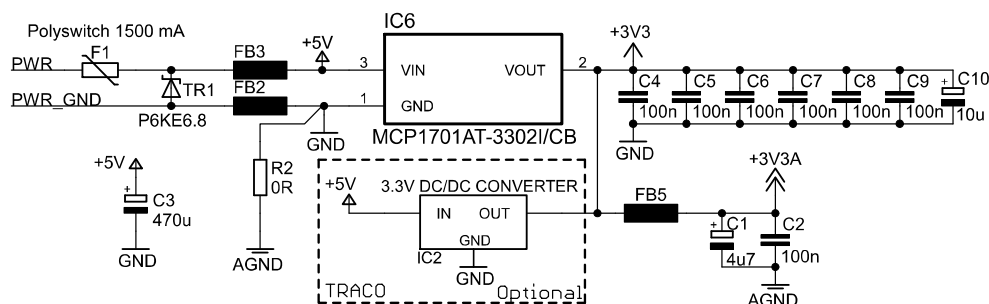 Polyswitch 1500 mA
PWR
F1
PWR_GND
TR1
P6KE6.8
FB3
FB2
+5V
IC6
3
VIN
VOUT
2
1
GND
MCP1701AT-3302I/CB
GND
R2
0R
AGND
+5V
+
C3
470u
GND
+3V3
C4
100n
C5
100n
C6
100n
C7
100n
C8
100n
C9
100n
C10
+
10u
GND
+5V
3.3V DC/DC CONVERTER
IN
OUT
GND
IC2
GND
TRACO
Optional
FB5
+3V3A
+
C1
4u7
C2
100n
AGND